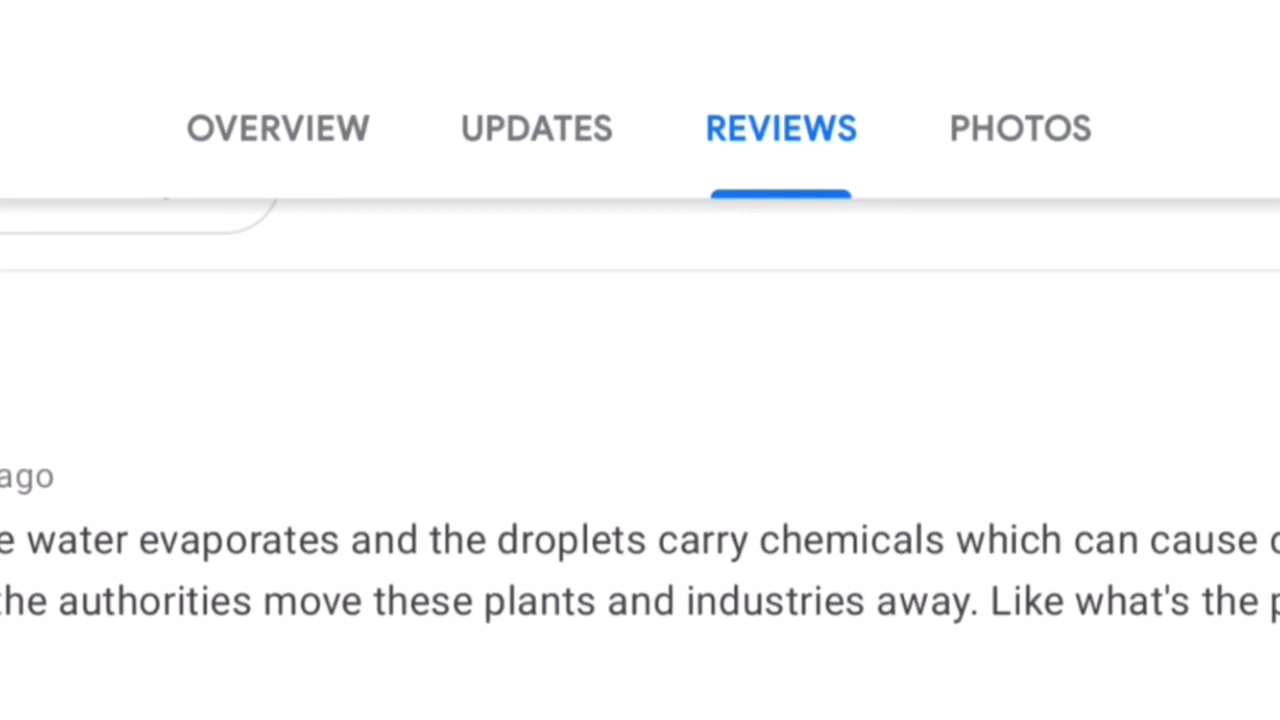 OVERVIEW UPDATES REVIEWS PHOTOS
ago
water evaporates and the droplets carry chemicals which can cause
the authorities move these plants and industries away. Like what's the